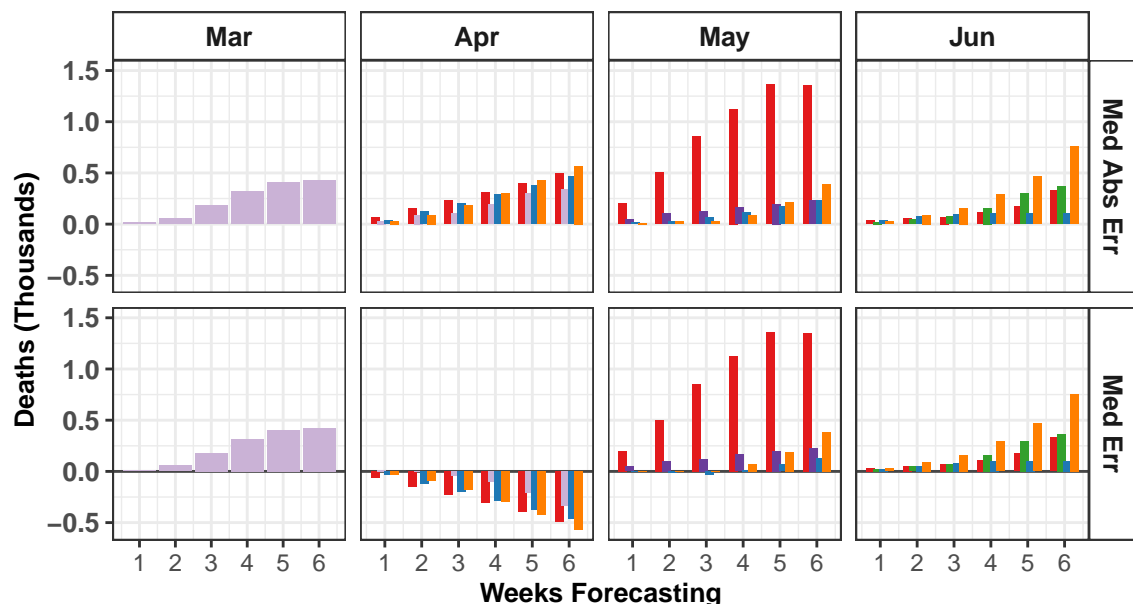 Mar Apr May Jun
1.5
1.0
0.5
0.0
−0.5
Med Abs Err
1.5
1.0
0.5
0.0
−0.5
Med Err
Deaths (Thousands)
1 2 3 4 5 6 1 2 3 4 5 6 1 2 3 4 5 6 1 2 3 4 5 6
Weeks Forecasting